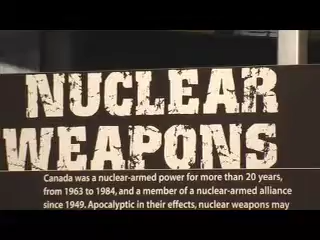 NUCLEAR
WEAPONS
Canada was a nuclear-armed power for more than 20 years,
from 1963 to 1984, and a member of a nuclear-armed alliance
since 1949. Apocalyptic in their effects, nuclear weapons may